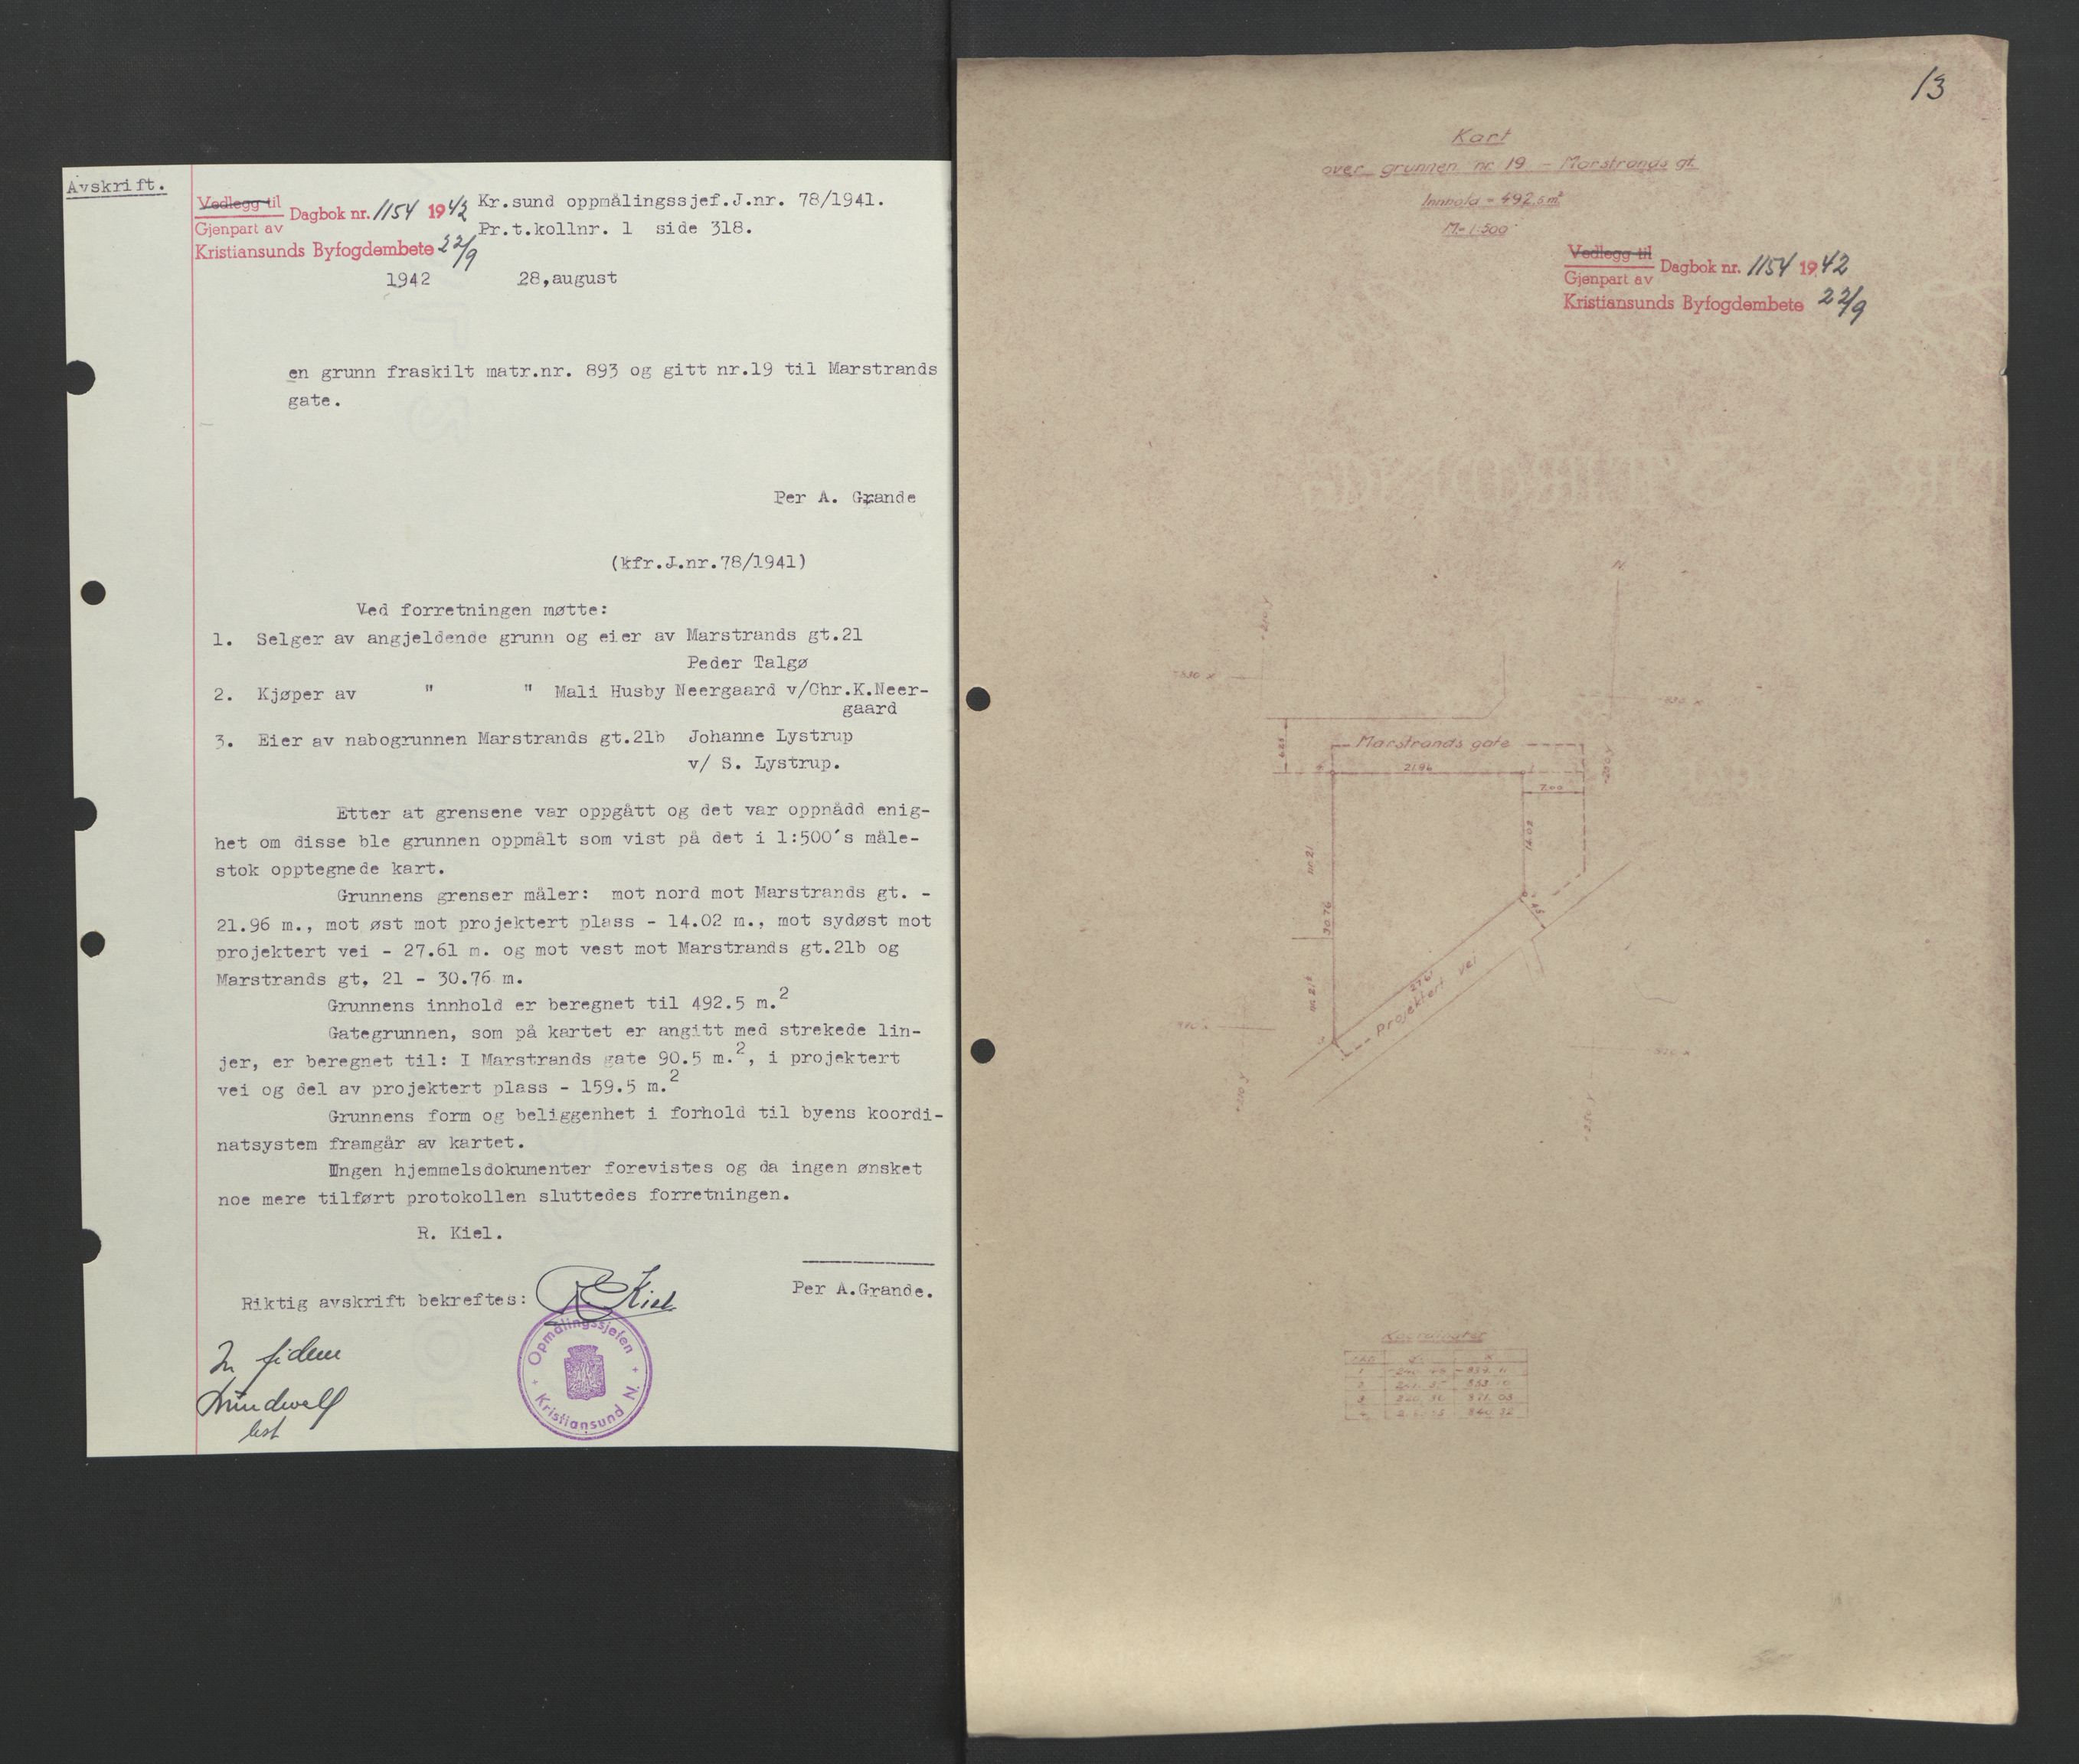 Avskrift.
Vedlegg til
Gjenpart av
Dagbok nr. 1154 1942
Kristiansunds Byfogdembete 22/9
Kr.sund oppmålingssjef.J.nr. 78/1941.
Pr.t.kollnr. 1 side 318.
1942 28,august
en grunn fraskilt matr.nr. 893 og gitt nr.19 til Marstrands
gate.
Per A. Grande
(kfr.J.nr.78/1941)
Ved forretningen møtte:
1. Selger av angjeldende grunn og eier av Marstrands gt.21
Peder Talgø
2. Kjøper av " " Mali Husby Neergaard v/Chr.K.Neer-
gaard
3. Eier av nabogrunnen Marstrands gt.21b Johanne Lystrup
v/ S. Lystrup.
Etter at grensene var oppgått og det var oppnådd enig-
het om disse ble grunnen oppmålt som vist på det i 1:500's måle-
stok opptegnede kart.
Grunnens grenser måler: mot nord mot Marstrands gt. -
21.96 m., mot øst mot projektert plass - 14.02 m., mot sydøst mot
projektert vei - 27.61 m. og mot vest mot Marstrands gt.21b og
Marstrands gt, 21 - 30.76 m.
Grunnens innhold er beregnet til 492.5 m.2
Gategrunnen, som på kartet er angitt med strekede lin-
jer, er beregnet til: I Marstrands gate 90.5 m.2, i projektert
vei og del av projektert plass - 159.5 m.2
Grunnens form og beliggenhet i forhold til byens koordi-
natsystem framgår av kartet.
Ingen hjemmelsdokumenter forevistes og da ingen ønsket
noe mere tilført protokollen sluttedes forretningen.
R. Kiel.
Per A.Grande.
Riktig avskrift bekreftes: R Kiel
Opmålingssjefen
Kristiansund N.
In fidem
13
Kart
over grunnen nr. 19 - Marstrands gt.
Innhold = 492.5 m2
M = 1:500
Vedlegg til
Gjenpart av
Dagbok nr. 1154 1942
Kristiansunds Byfogdembete 22/9
N.
Marstrands gate
21.96
7.00
14.02
nr. 21
30.76
Projektert vei
Koordinater